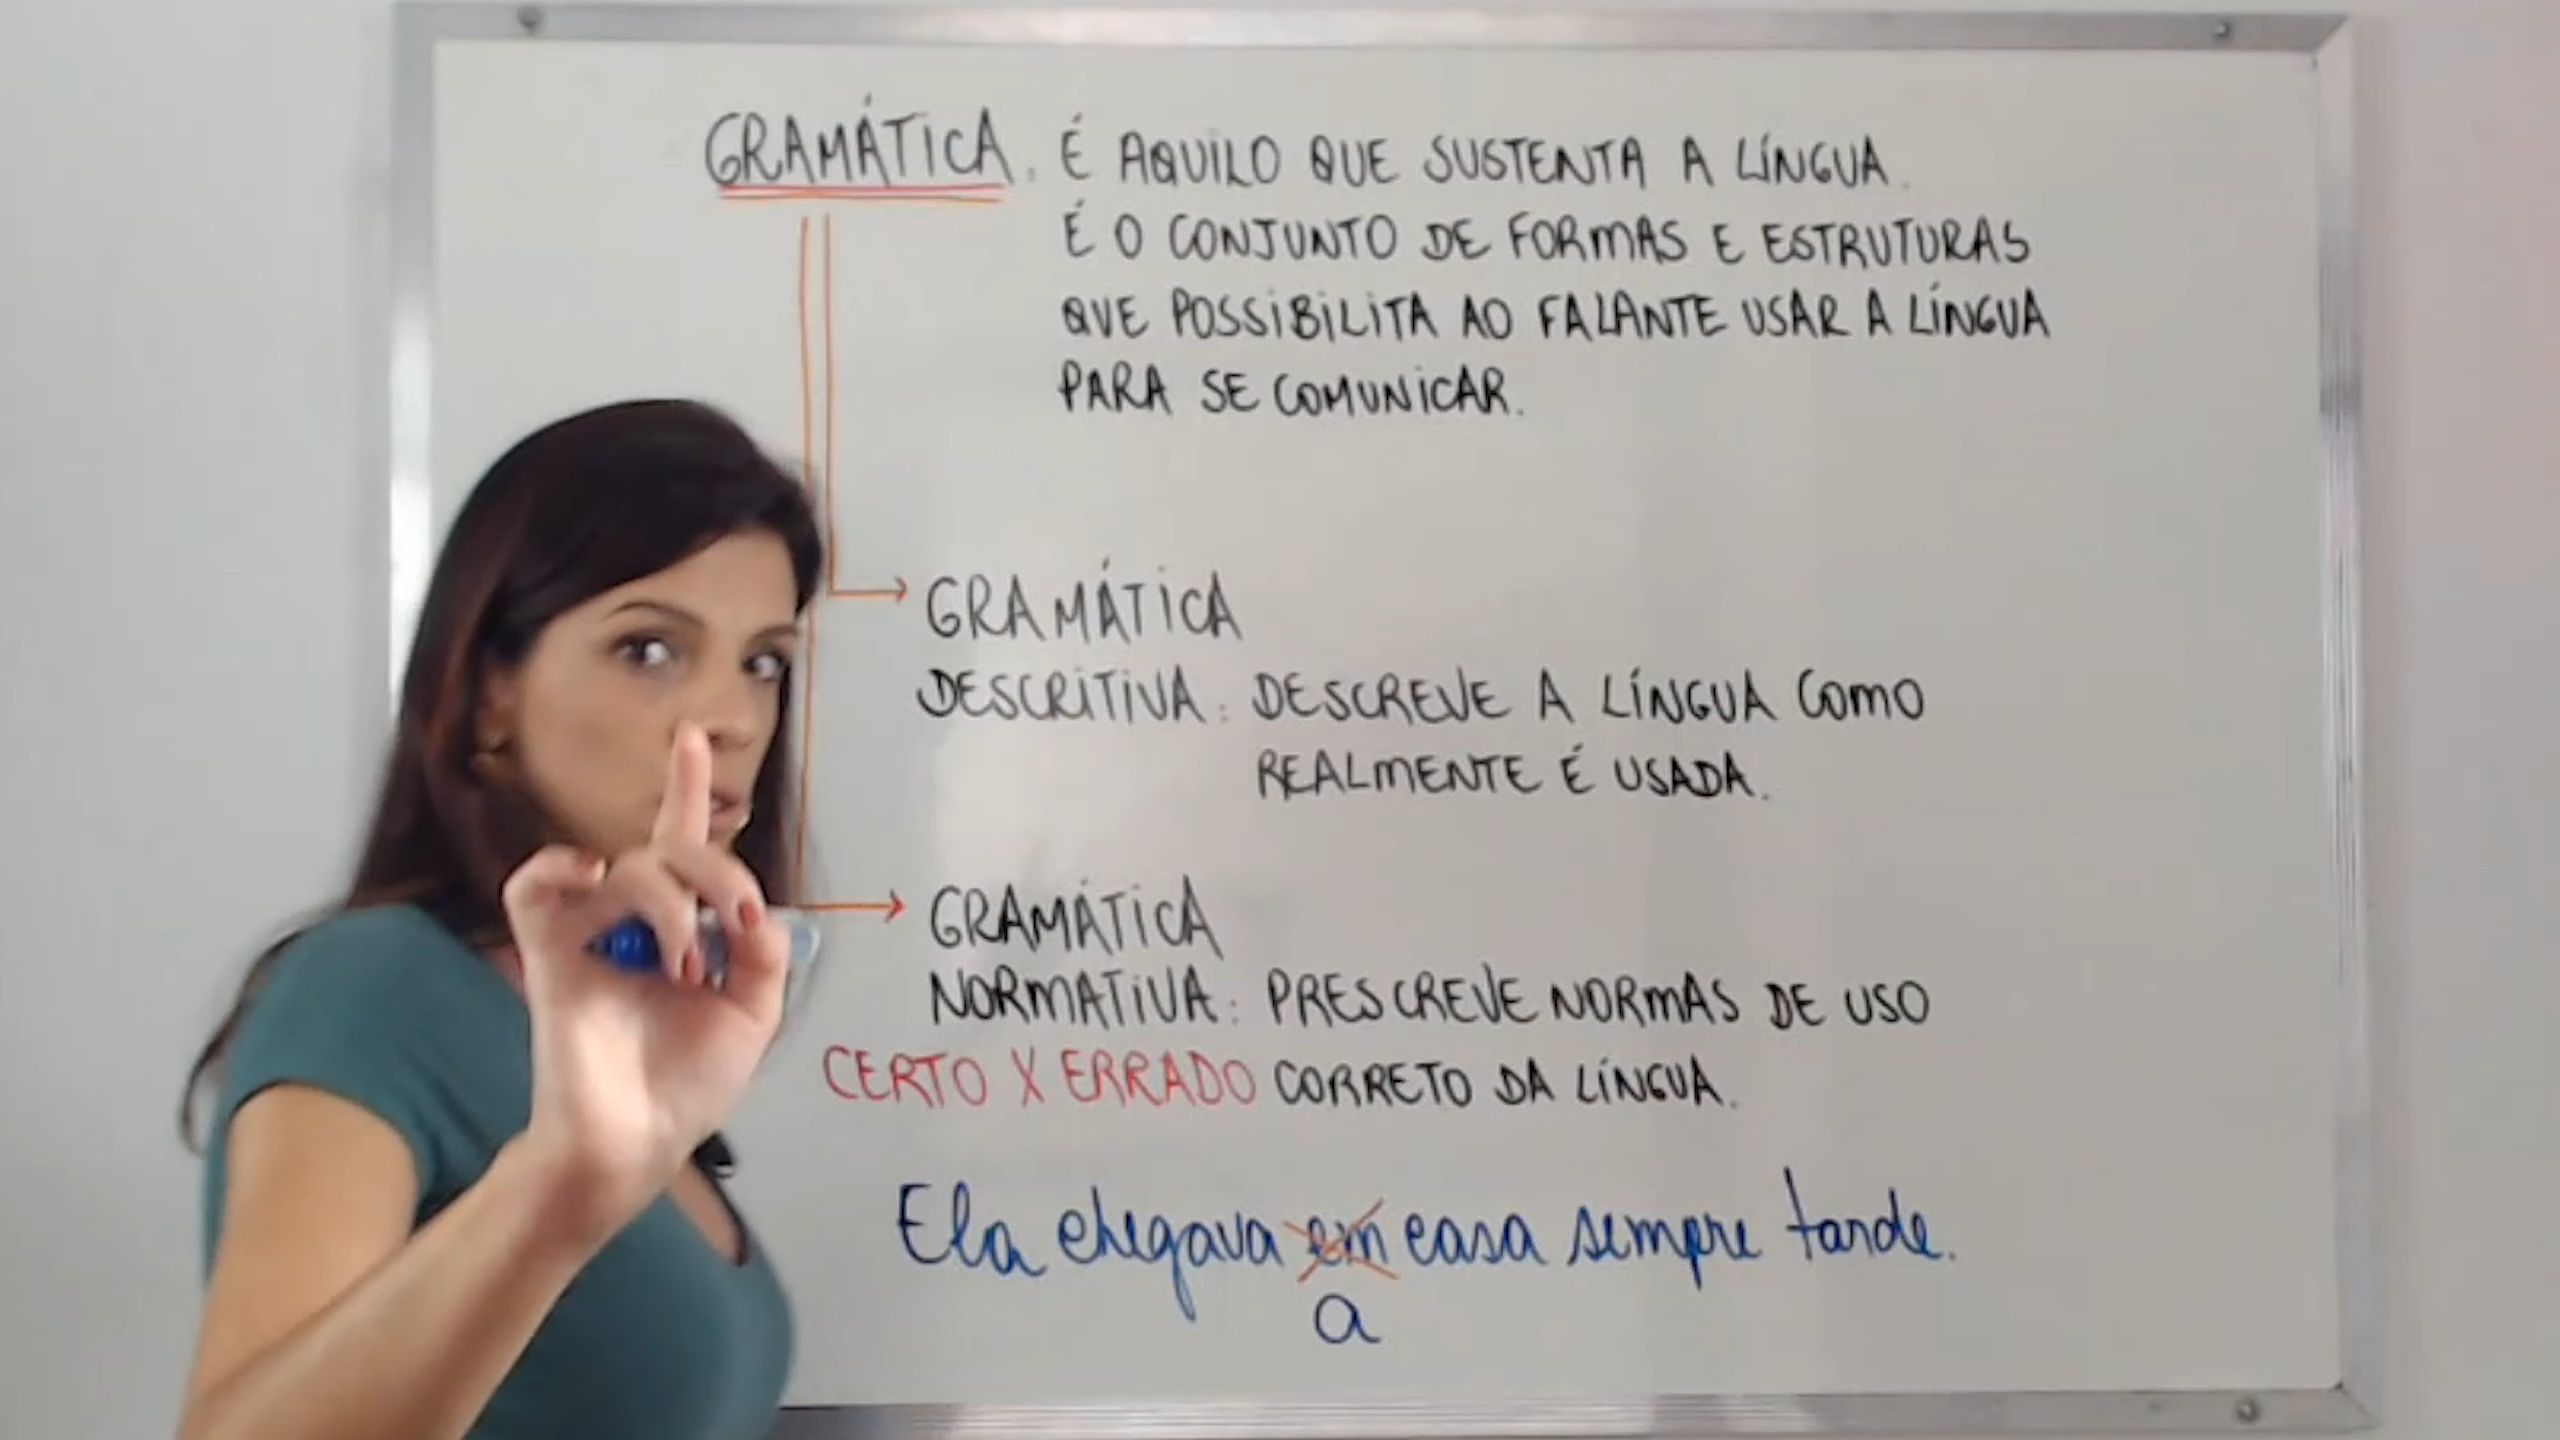 GRAMÁTICA. É AQUILO QUE SUSTENTA A LÍNGUA.
É O CONJUNTO DE FORMAS E ESTRUTURAS
QUE POSSIBILITA AO FALANTE USAR A LÍNGUA
PARA SE COMUNICAR.
GRAMÁTICA
DESCRITIVA: DESCREVE A LÍNGUA COMO
REALMENTE É USADA.
GRAMÁTICA
NORMATIVA: PRESCREVE NORMAS DE USO
CERTO X ERRADO CORRETO DA LÍNGUA.
Ela chegava em casa sempre tarde.
a